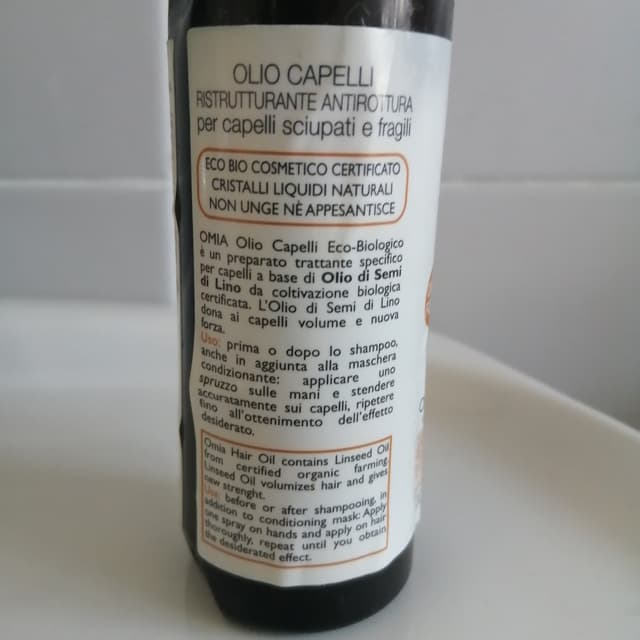 OLIO CAPELLI
RISTRUTTURANTE ANTIROTTURA
per capelli sciupati e fragili
ECO BIO COSMETICO CERTIFICATO
CRISTALLI LIQUIDI NATURALI
NON UNGE NÈ APPESANTISCE
OMIA Olio Capelli Eco-Biologico
è un preparato trattante specifico
per capelli a base di Olio di Semi
di Lino da coltivazione biologica
certificata. L'Olio di Semi di Lino
dona ai capelli volume e nuova
forza.
Uso: prima o dopo lo shampoo,
anche in aggiunta alla maschera
condizionante: applicare uno
spruzzo sulle mani e stendere
accuratamente sui capelli, ripetere
fino all'ottenimento dell'effetto
desiderato.
Omia Hair Oil contains Linseed Oil
from certified organic farming.
Linseed Oil volumizes hair and gives
new strenght.
Use: before or after shampooing, in
addition to conditioning mask: Apply
one spray on hands and apply on hair
thoroughly, repeat until you obtain
the desiderated effect.